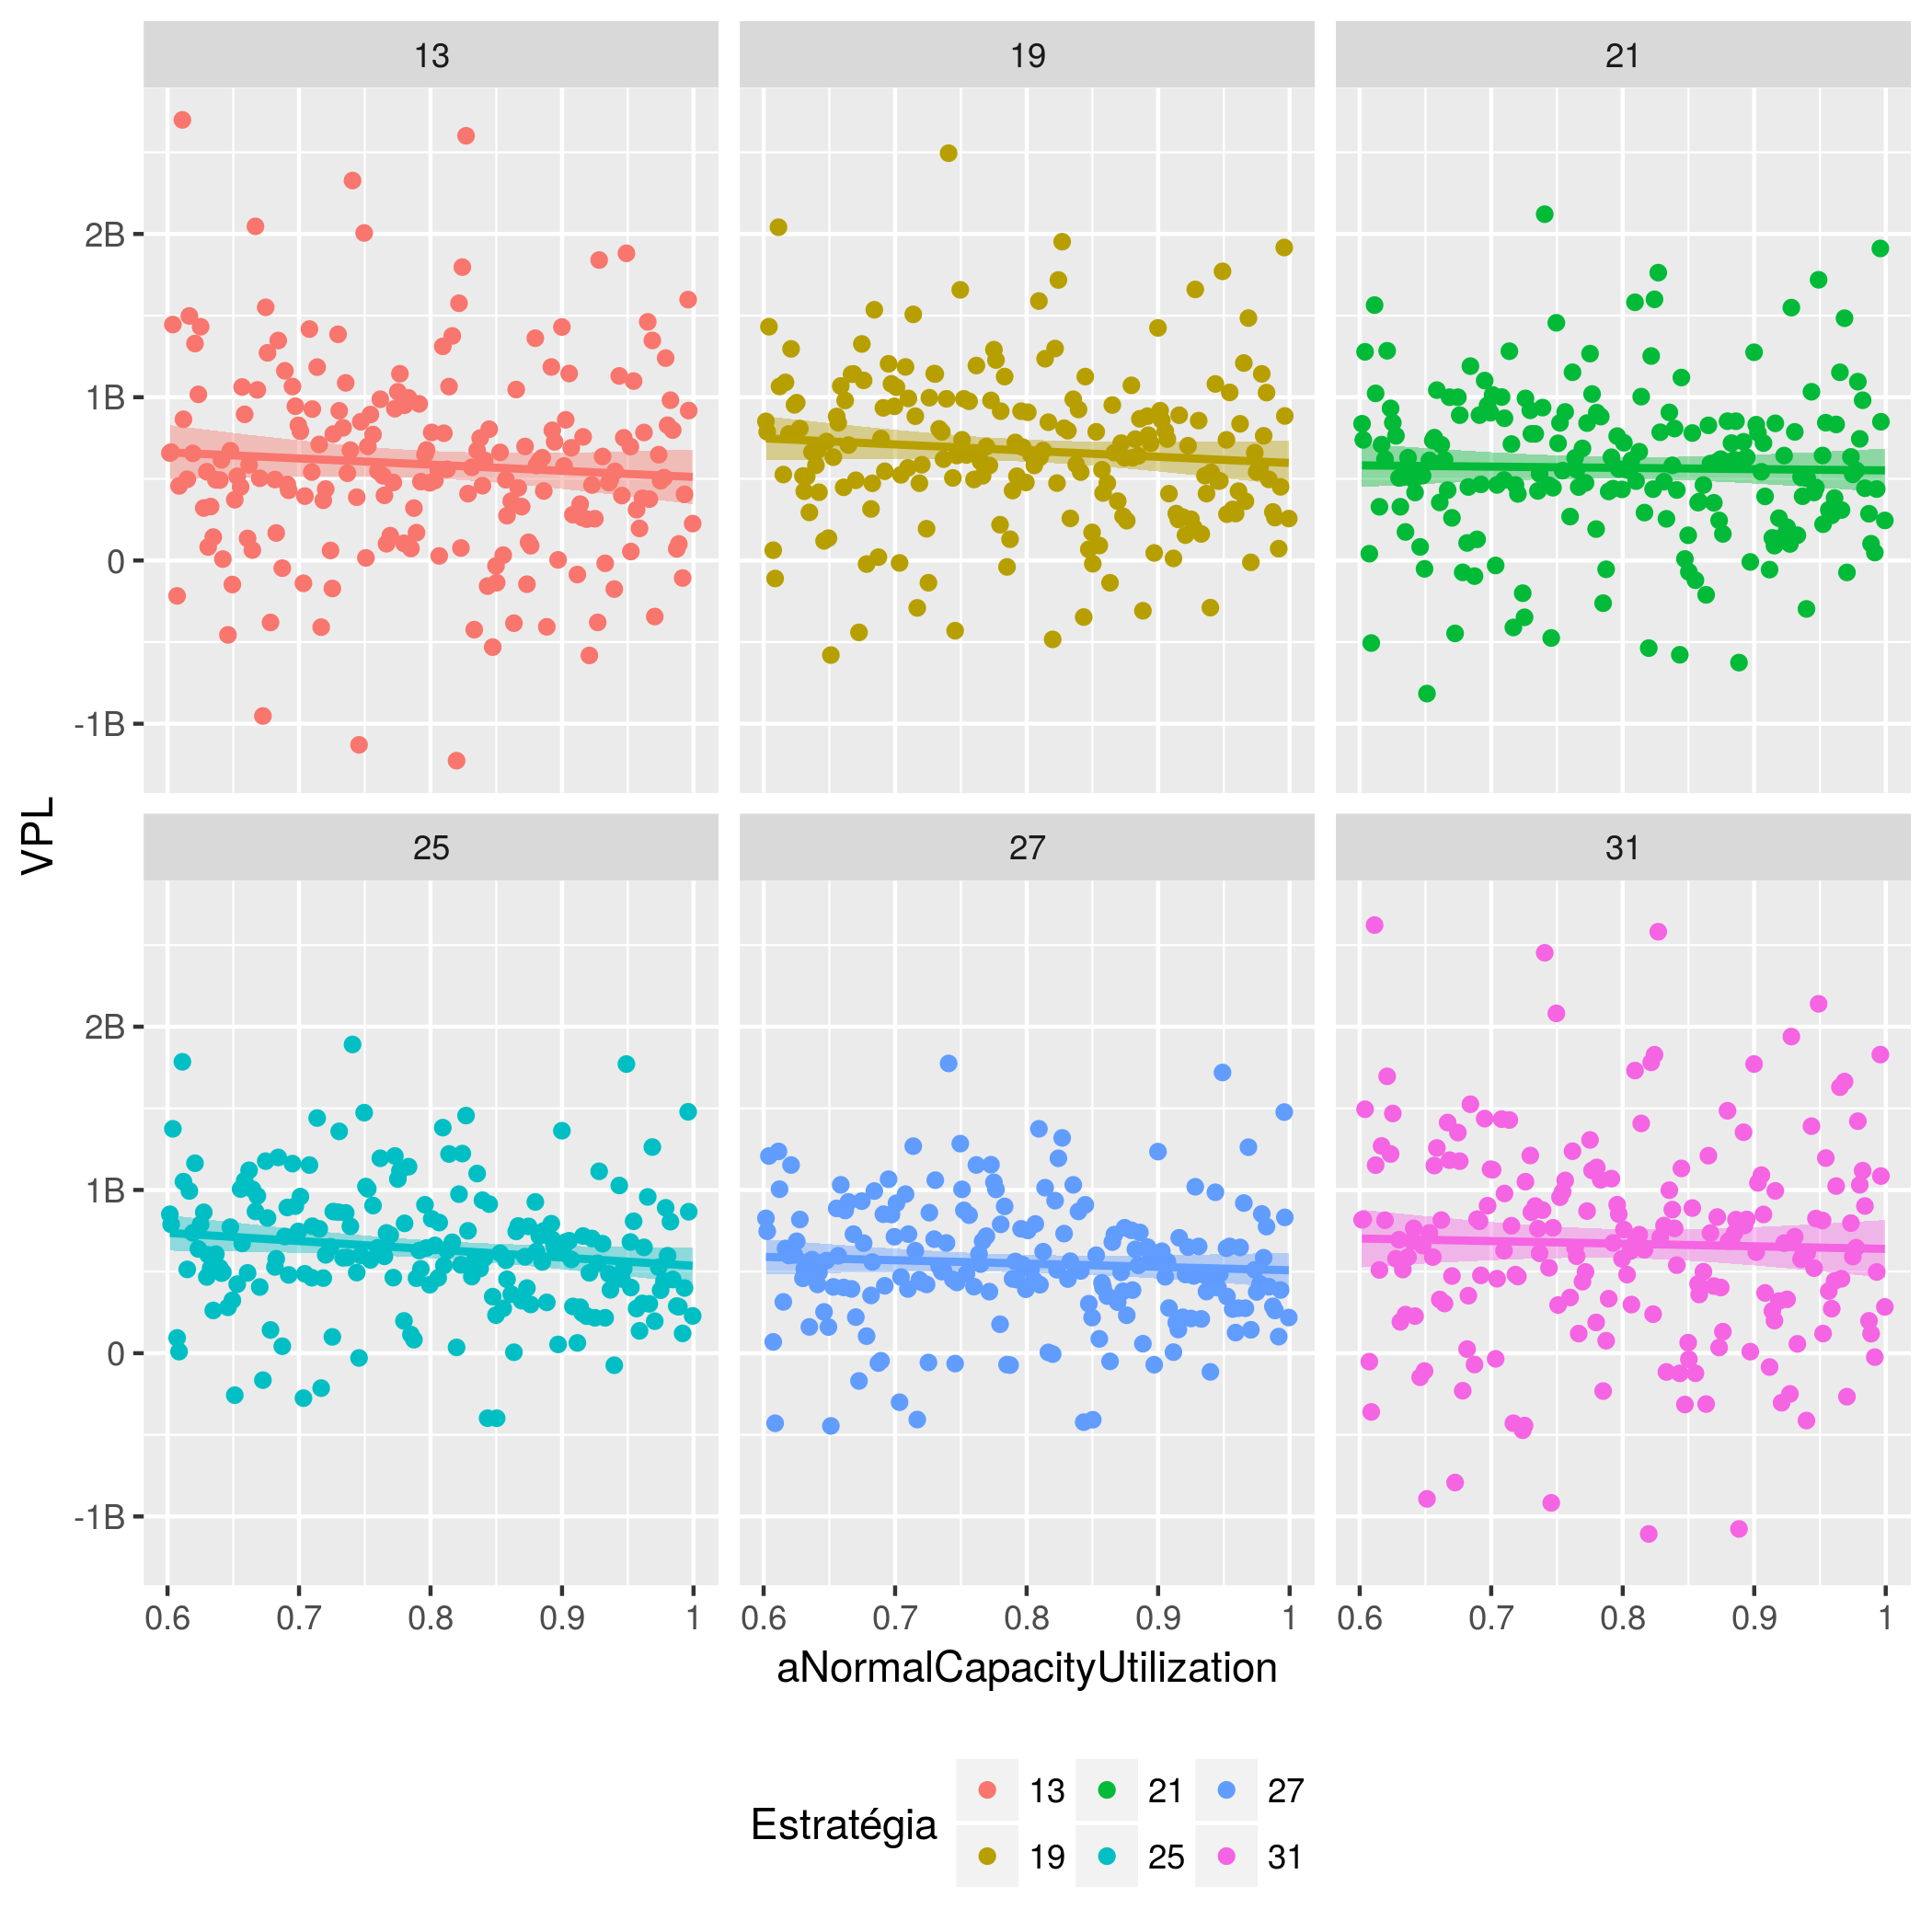 13 19 21
2B
1B
0
-1B
VPL
25 27 31
2B
1B
0
-1B
0.6 0.7 0.8 0.9 1 0.6 0.7 0.8 0.9 1 0.6 0.7 0.8 0.9 1
aNormalCapacityUtilization
Estratégia
13 21 27
19 25 31